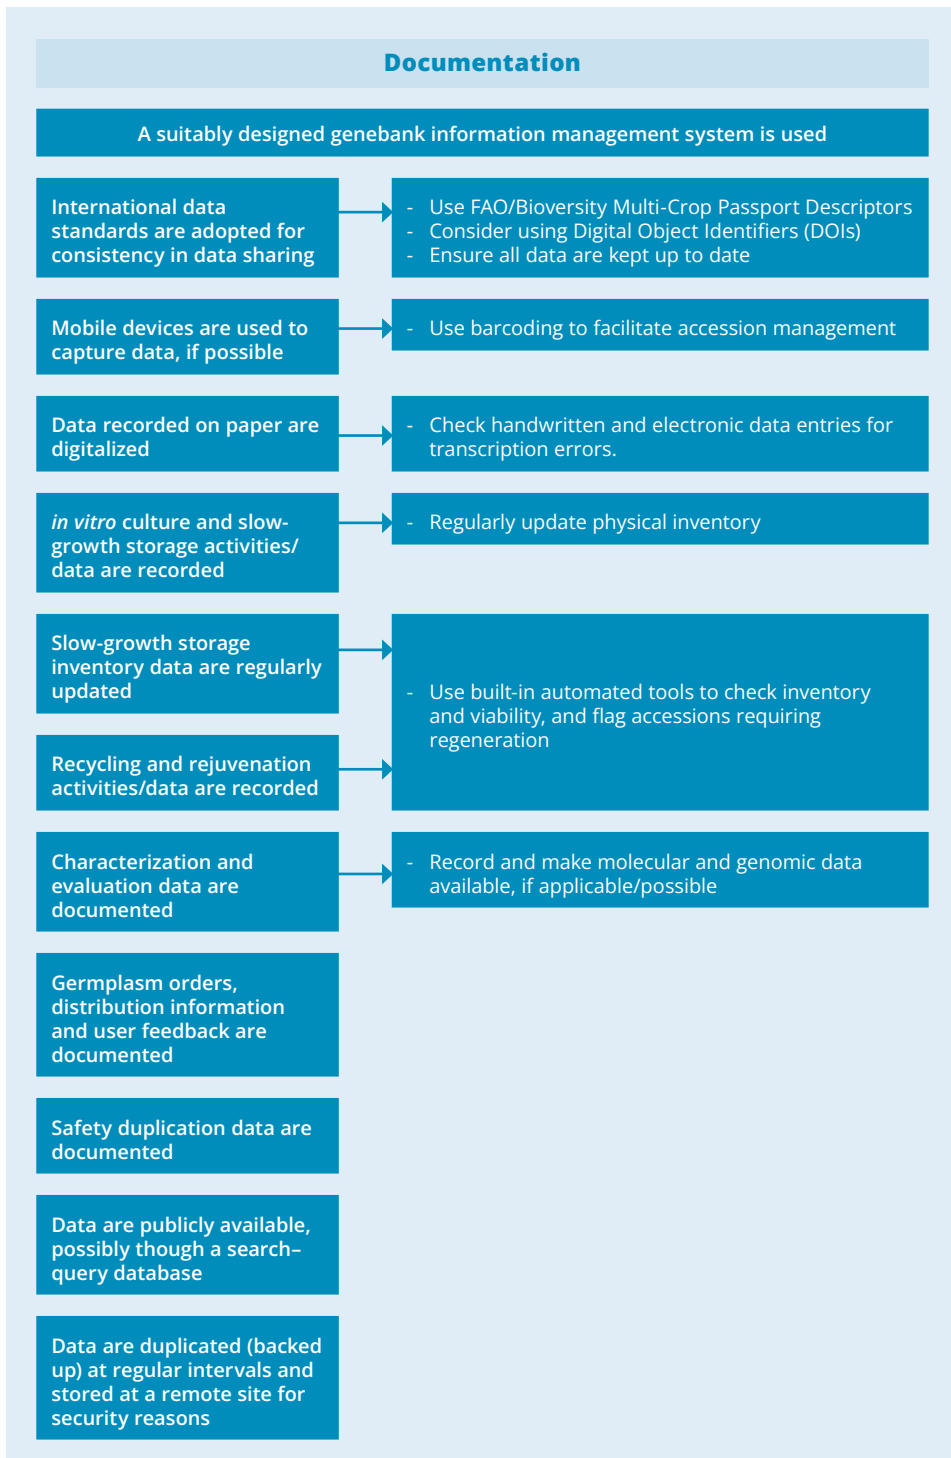 Documentation
A suitably designed genebank information management system is used
International data
standards are adopted for
consistency in data sharing
- Use FAO/Bioversity Multi-Crop Passport Descriptors
- Consider using Digital Object Identifiers (DOIs)
- Ensure all data are kept up to date
Mobile devices are used to
capture data, if possible
- Use barcoding to facilitate accession management
Data recorded on paper are
digitalized
- Check handwritten and electronic data entries for
transcription errors.
in vitro culture and slow-
growth storage activities/
data are recorded
- Regularly update physical inventory
Slow-growth storage
inventory data are regularly
updated
Recycling and rejuvenation
activities/data are recorded
- Use built-in automated tools to check inventory
and viability, and flag accessions requiring
regeneration
Characterization and
evaluation data are
documented
- Record and make molecular and genomic data
available, if applicable/possible
Germplasm orders,
distribution information
and user feedback are
documented
Safety duplication data are
documented
Data are publicly available,
possibly though a search–
query database
Data are duplicated (backed
up) at regular intervals and
stored at a remote site for
security reasons